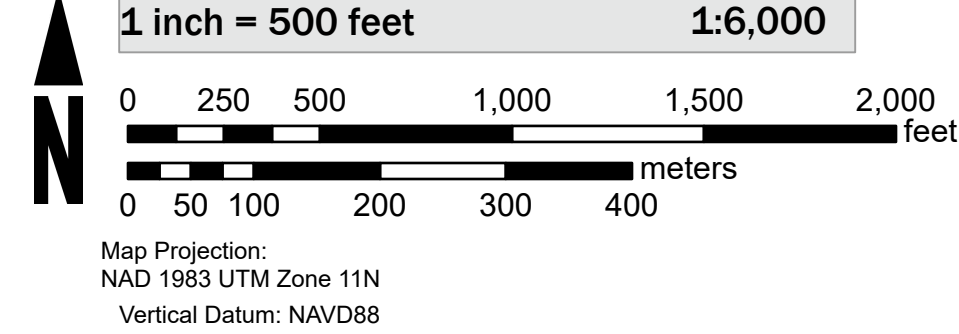 1 inch = 500 feet 1:6,000
0 250 500 1,000 1,500 2,000
feet
meters
0 50 100 200 300 400
N
Map Projection:
NAD 1983 UTM Zone 11N
Vertical Datum: NAVD88